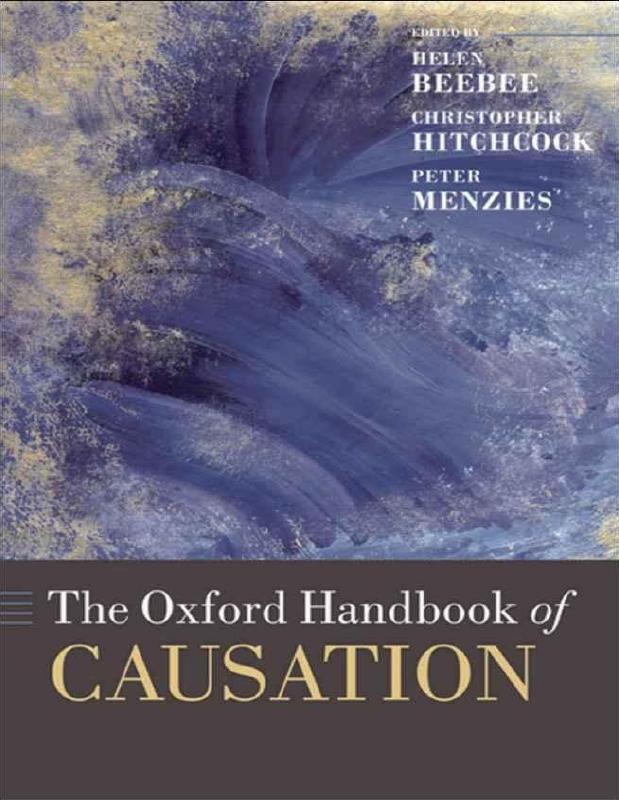 EDITED BY
HELEN
BEEBEE
CHRISTOPHER
HITCHCOCK
PETER
MENZIES
The Oxford Handbook of
CAUSATION